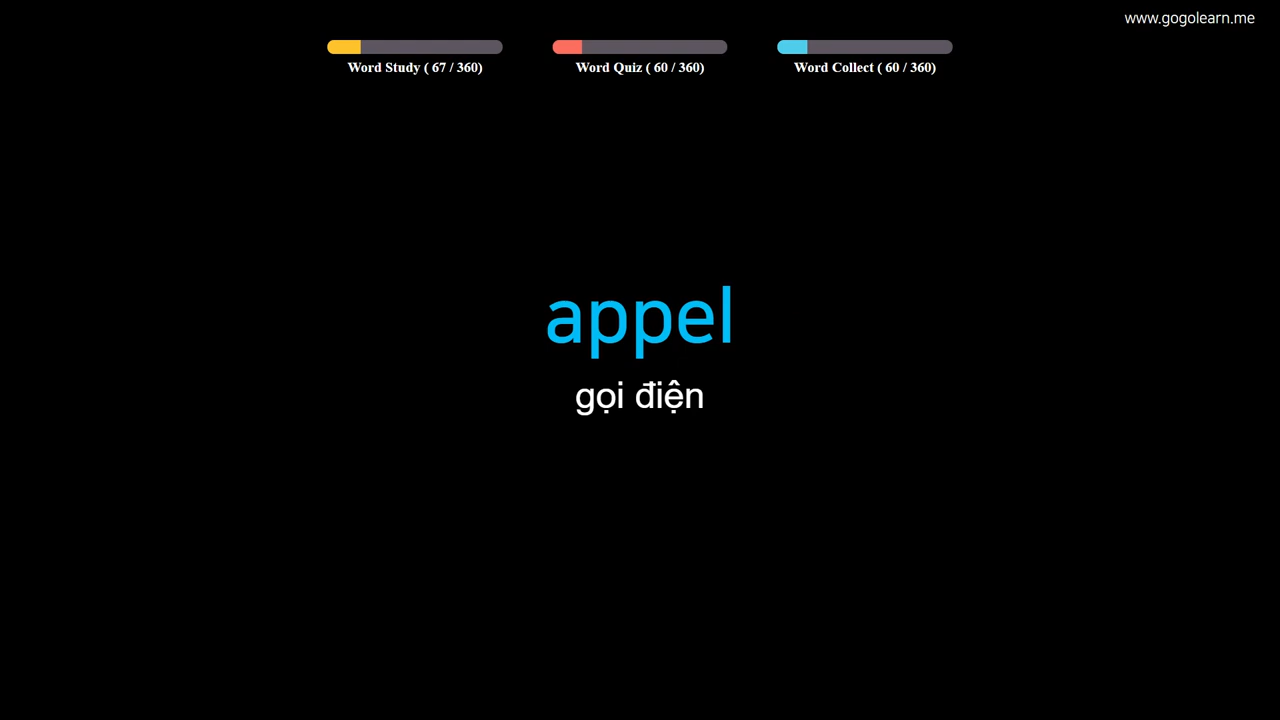 www.gogolearn.me
Word Study ( 67 / 360)
Word Quiz ( 60 / 360)
Word Collect ( 60 / 360)
appel
gọi điện